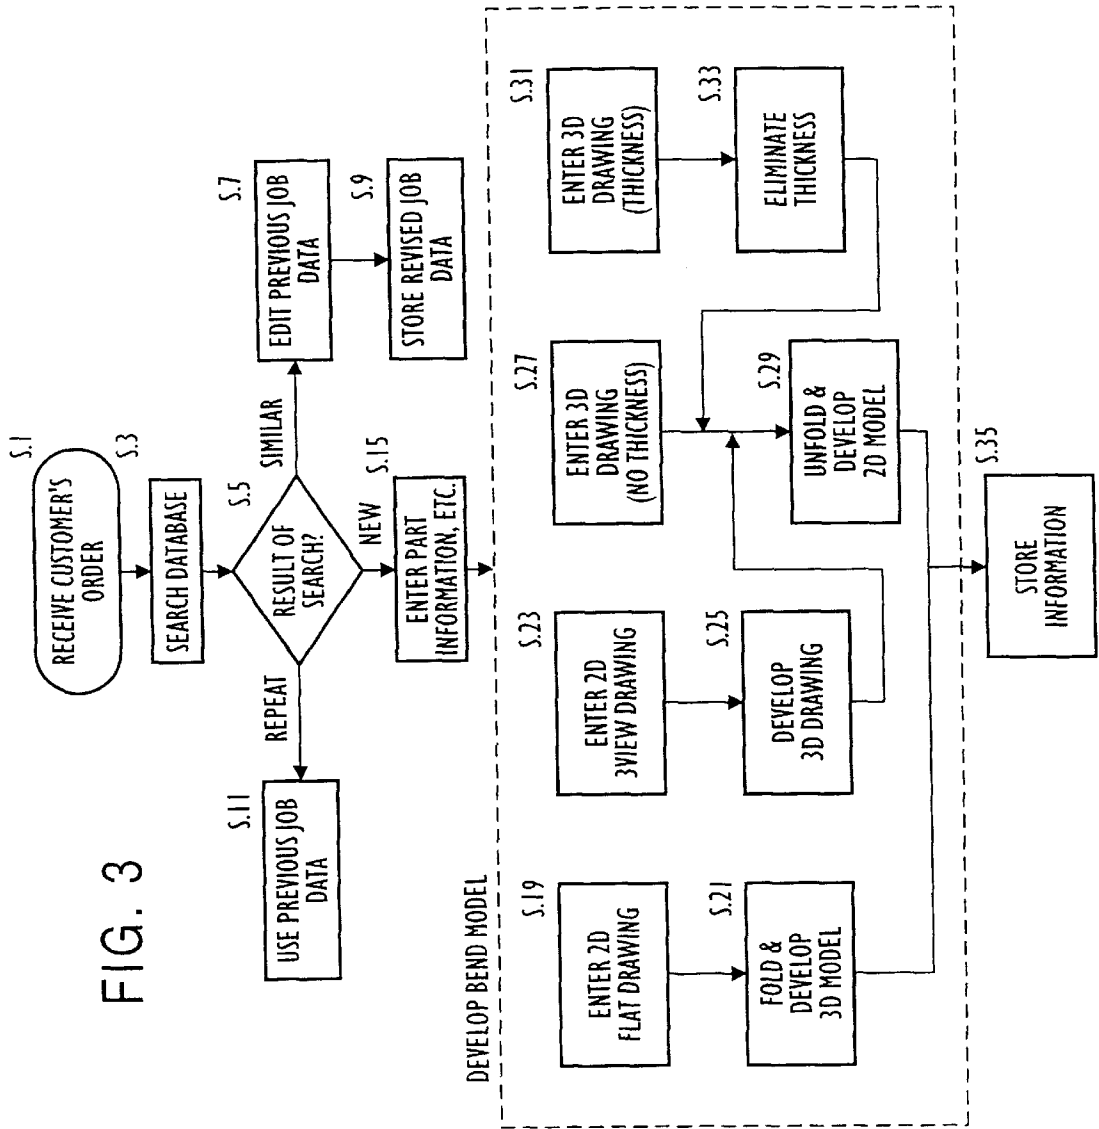 FIG. 3
S.1
RECEIVE CUSTOMER'S
ORDER
S.3
SEARCH DATABASE
S.5
RESULT OF
SEARCH?
REPEAT
SIMILAR
NEW
S.11
USE PREVIOUS JOB
DATA
S.7
EDIT PREVIOUS JOB
DATA
S.9
STORE REVISED JOB
DATA
S.15
ENTER PART
INFORMATION, ETC.
DEVELOP BEND MODEL
S.19
ENTER 2D
FLAT DRAWING
S.21
FOLD &
DEVELOP
3D MODEL
S.23
ENTER 2D
3VIEW DRAWING
S.25
DEVELOP
3D DRAWING
S.27
ENTER 3D
DRAWING
(NO THICKNESS)
S.29
UNFOLD &
DEVELOP
2D MODEL
S.31
ENTER 3D
DRAWING
(THICKNESS)
S.33
ELIMINATE
THICKNESS
S.35
STORE
INFORMATION